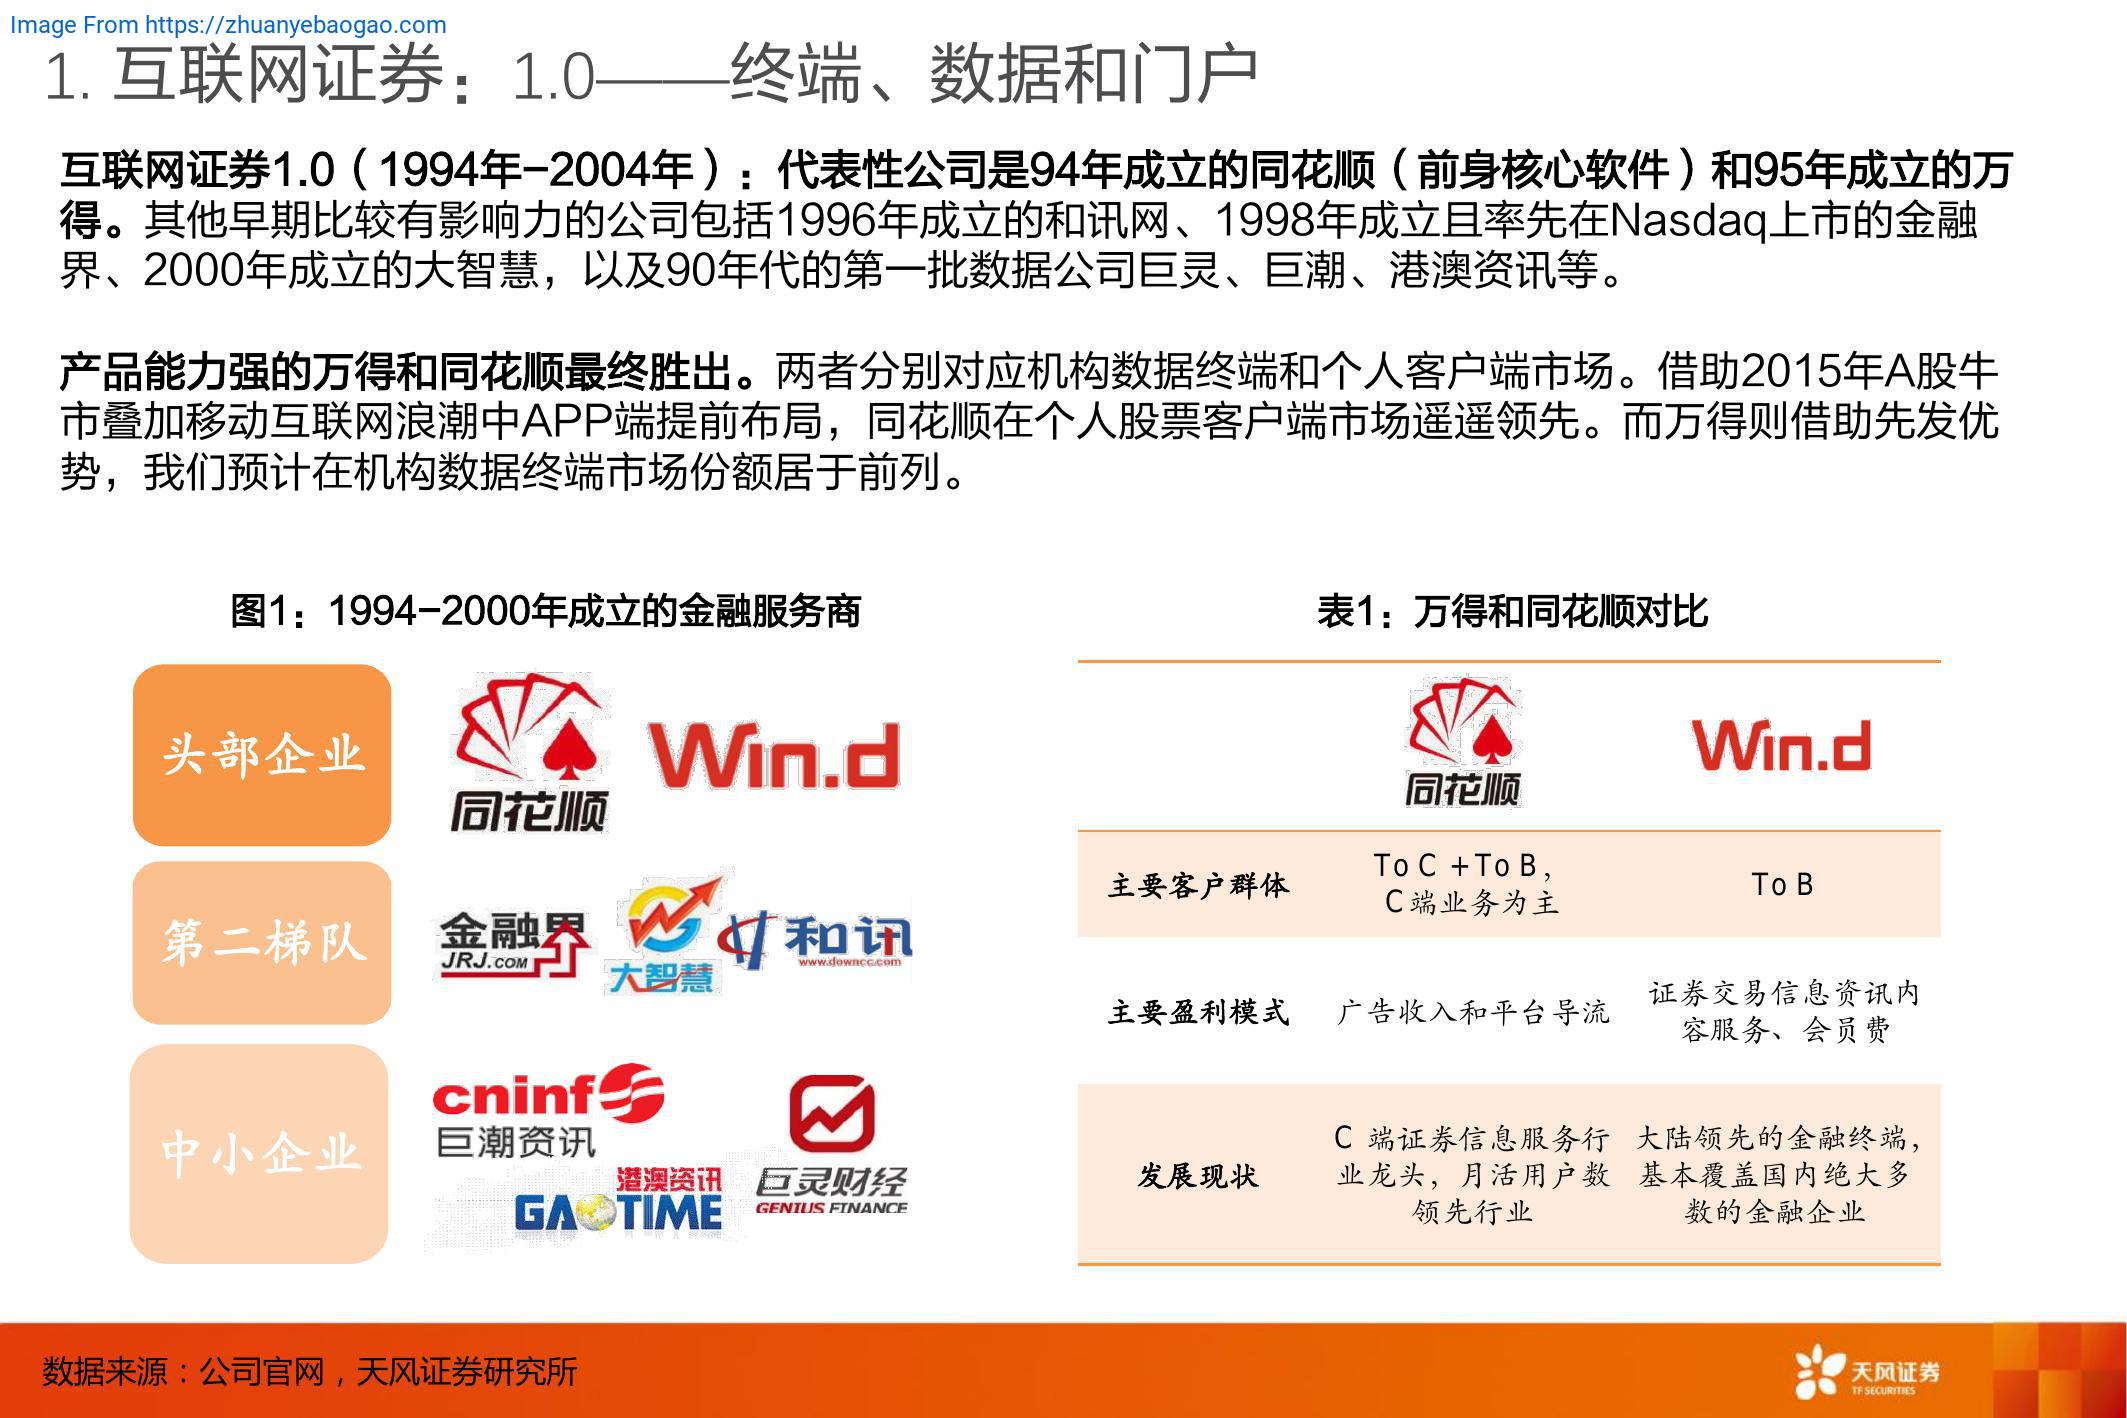 Image From https://zhuanyebaogao.com
1. 互联网证券：1.0——终端、数据和门户
互联网证券1.0（1994年-2004年）：代表性公司是94年成立的同花顺（前身核心软件）和95年成立的万
得。其他早期比较有影响力的公司包括1996年成立的和讯网、1998年成立且率先在Nasdaq上市的金融
界、2000年成立的大智慧，以及90年代的第一批数据公司巨灵、巨潮、港澳资讯等。
产品能力强的万得和同花顺最终胜出。两者分别对应机构数据终端和个人客户端市场。借助2015年A股牛
市叠加移动互联网浪潮中APP端提前布局，同花顺在个人股票客户端市场遥遥领先。而万得则借助先发优
势，我们预计在机构数据终端市场份额居于前列。
图1：1994-2000年成立的金融服务商
头部企业
同花顺
Win.d
第二梯队
金融界
JRJ.COM
大智慧
和讯
www.downcc.com
中小企业
cninf
巨潮资讯
港澳资讯
GAOTIME
巨灵财经
GENIUS FINANCE
表1：万得和同花顺对比
同花顺
Win.d
主要客户群体
To C +To B，
C端业务为主
To B
主要盈利模式
广告收入和平台导流
证券交易信息资讯内
容服务、会员费
发展现状
C 端证券信息服务行
业龙头，月活用户数
领先行业
大陆领先的金融终端，
基本覆盖国内绝大多
数的金融企业
数据来源：公司官网，天风证券研究所
天风证券
TF SECURITIES